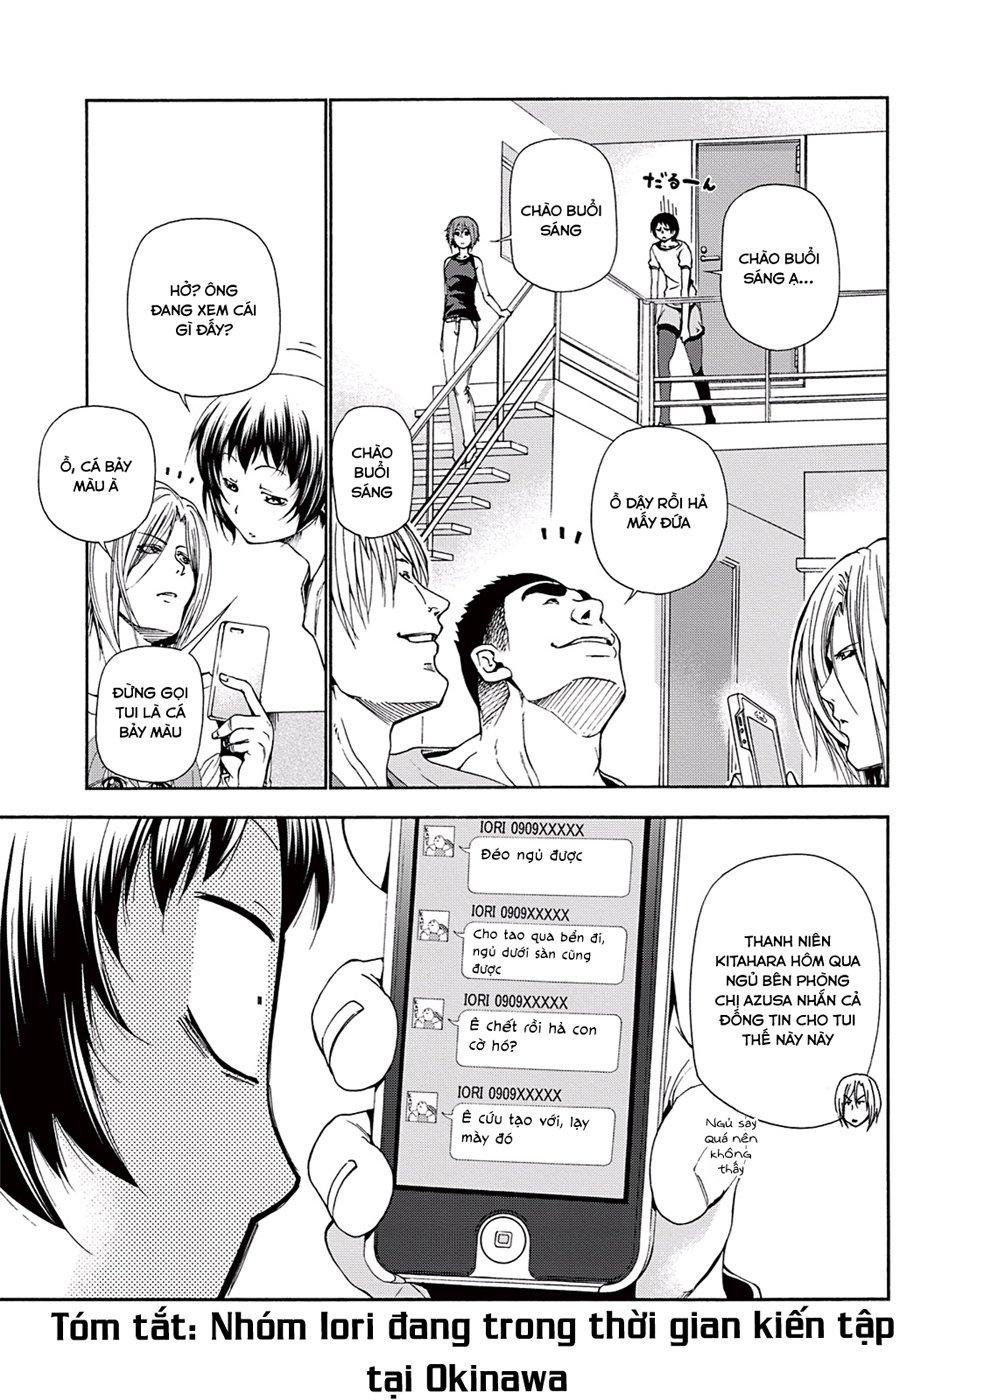 CHÀO BUỔI
SÁNG
だるーん
CHÀO BUỔI
SÁNG Ạ...
Ồ DẬY RỒI HẢ
MẤY ĐỨA
CHÀO
BUỔI
SÁNG
HỞ? ÔNG
ĐANG XEM CÁI
GÌ ĐẤY?
Ồ, CÁ BẢY
MÀU À
ĐỪNG GỌI
TUI LÀ CÁ
BẢY MÀU
IORI 0909XXXXX
Đéo ngủ được
IORI 0909XXXXX
Cho tao qua bển đi,
ngủ dưới sàn cũng
được
IORI 0909XXXXX
Ê chết rồi hả con
cờ hó?
IORI 0909XXXXX
Ê cứu tạo với, lạy
mày đó
THANH NIÊN
KITAHARA HÔM QUA
NGỦ BÊN PHÒNG
CHỊ AZUSA NHẮN CẢ
ĐỐNG TIN CHO TUI
THẾ NÀY NÀY
Ngủ say
quá nên
không
thấy
Tóm tắt: Nhóm Iori đang trong thời gian kiến tập
tại Okinawa